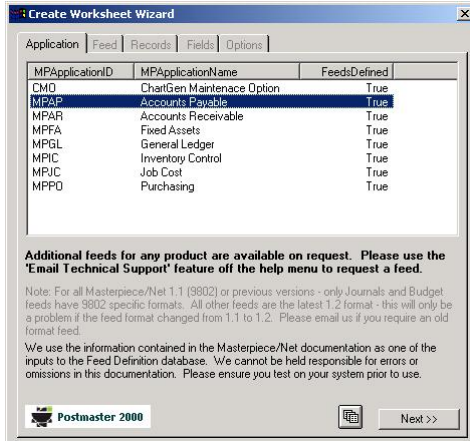 Create Worksheet Wizard
Application Feed Records Fields Options
MPApplicationID MPApplicationName FeedsDefined
CMO ChartGen Maintenace Option True
MPAP Accounts Payable True
MPAR Accounts Receivable True
MPFA Fixed Assets True
MPGL General Ledger True
MPIC Inventory Control True
MPJC Job Cost True
MPPO Purchasing True
Additional feeds for any product are available on request. Please use the
'Email Technical Support' feature off the help menu to request a feed.
Note: For all Masterpiece/Net 1.1 (9802) or previous versions - only Journals and Budget
feeds have 9802 specific formats. All other feeds are the latest 1.2 format - this will only be
a problem if the feed format changed from 1.1 to 1.2. Please email us if you require an old
format feed.
We use the information contained in the Masterpiece/Net documentation as one of the
inputs to the Feed Definition database. We cannot be held responsible for errors or
omissions in this documentation. Please ensure you test on your system prior to use.
Postmaster 2000
Next >>